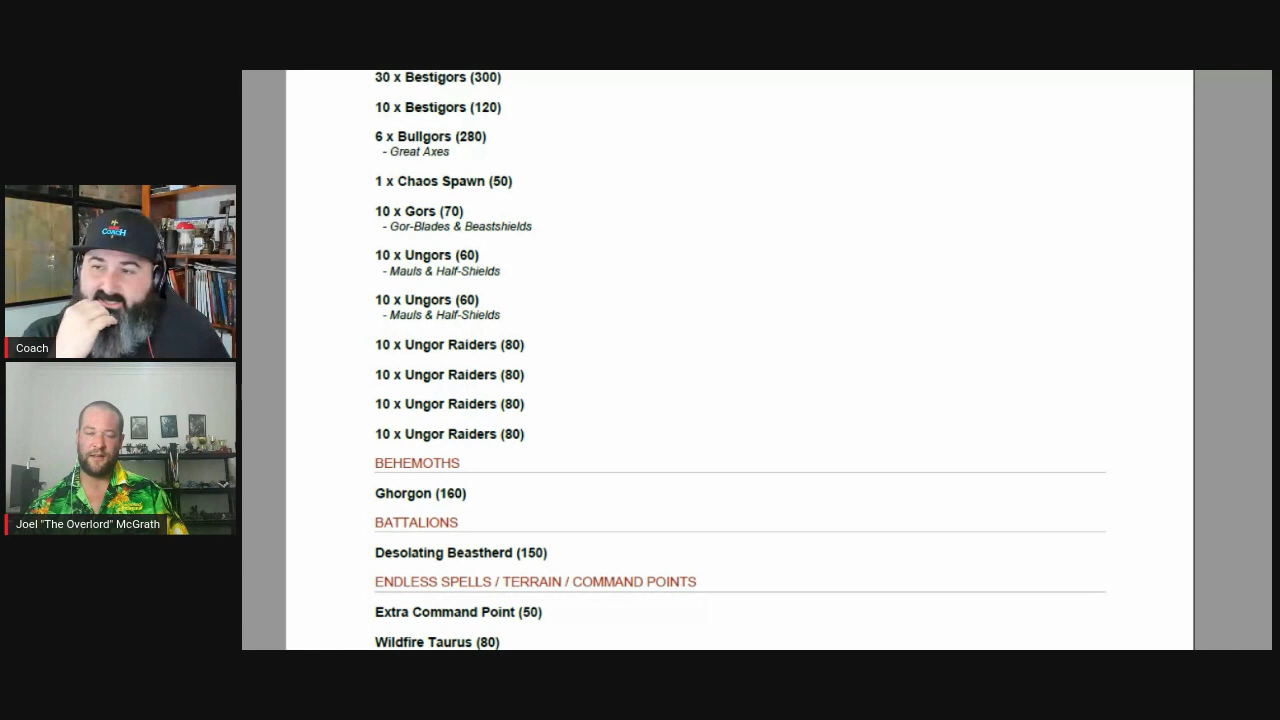 30 x Bestigors (300)
10 x Bestigors (120)
6 x Bullgors (280)
- Great Axes
1 x Chaos Spawn (50)
10 x Gors (70)
- Gor-Blades & Beastshields
10 x Ungors (60)
- Mauls & Half-Shields
10 x Ungors (60)
- Mauls & Half-Shields
10 x Ungor Raiders (80)
10 x Ungor Raiders (80)
10 x Ungor Raiders (80)
10 x Ungor Raiders (80)
BEHEMOTHS
Ghorgon (160)
BATTALIONS
Desolating Beastherd (150)
ENDLESS SPELLS / TERRAIN / COMMAND POINTS
Extra Command Point (50)
Wildfire Taurus (80)
COACH
Coach
Joel "The Overlord" McGrath